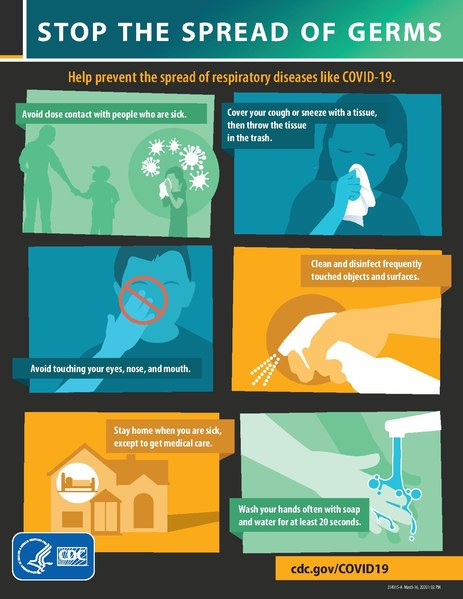 STOP THE SPREAD OF GERMS
Help prevent the spread of respiratory diseases like COVID-19.
Avoid close contact with people who are sick.
Cover your cough or sneeze with a tissue,
then throw the tissue
in the trash.
Avoid touching your eyes, nose, and mouth.
Clean and disinfect frequently
touched objects and surfaces.
Stay home when you are sick,
except to get medical care.
Wash your hands often with soap
and water for at least 20 seconds.
CDC
cdc.gov/COVID19